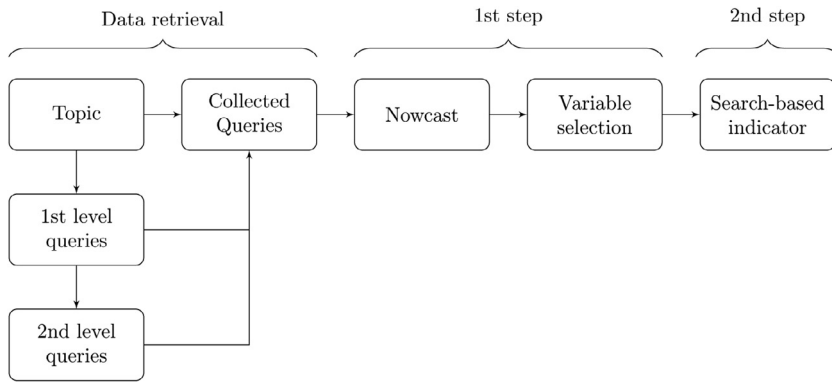 Data retrieval
1st step
2nd step
Topic
Collected
Queries
Nowcast
Variable
selection
Search-based
indicator
1st level
queries
2nd level
queries